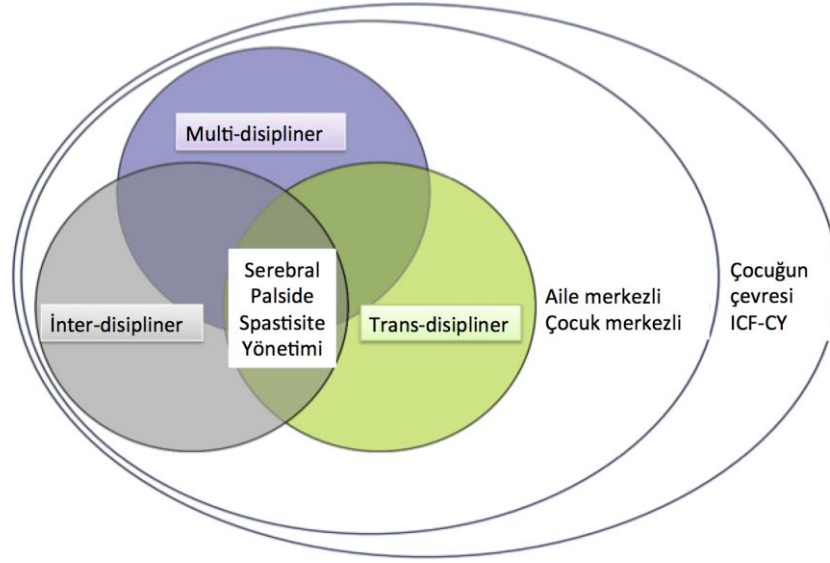 Multi-disipliner
Serebral
Palside
Spastisite
Yönetimi
İnter-disipliner
Trans-disipliner
Aile merkezli
Çocuk merkezli
Çocuğun
çevresi
ICF-CY